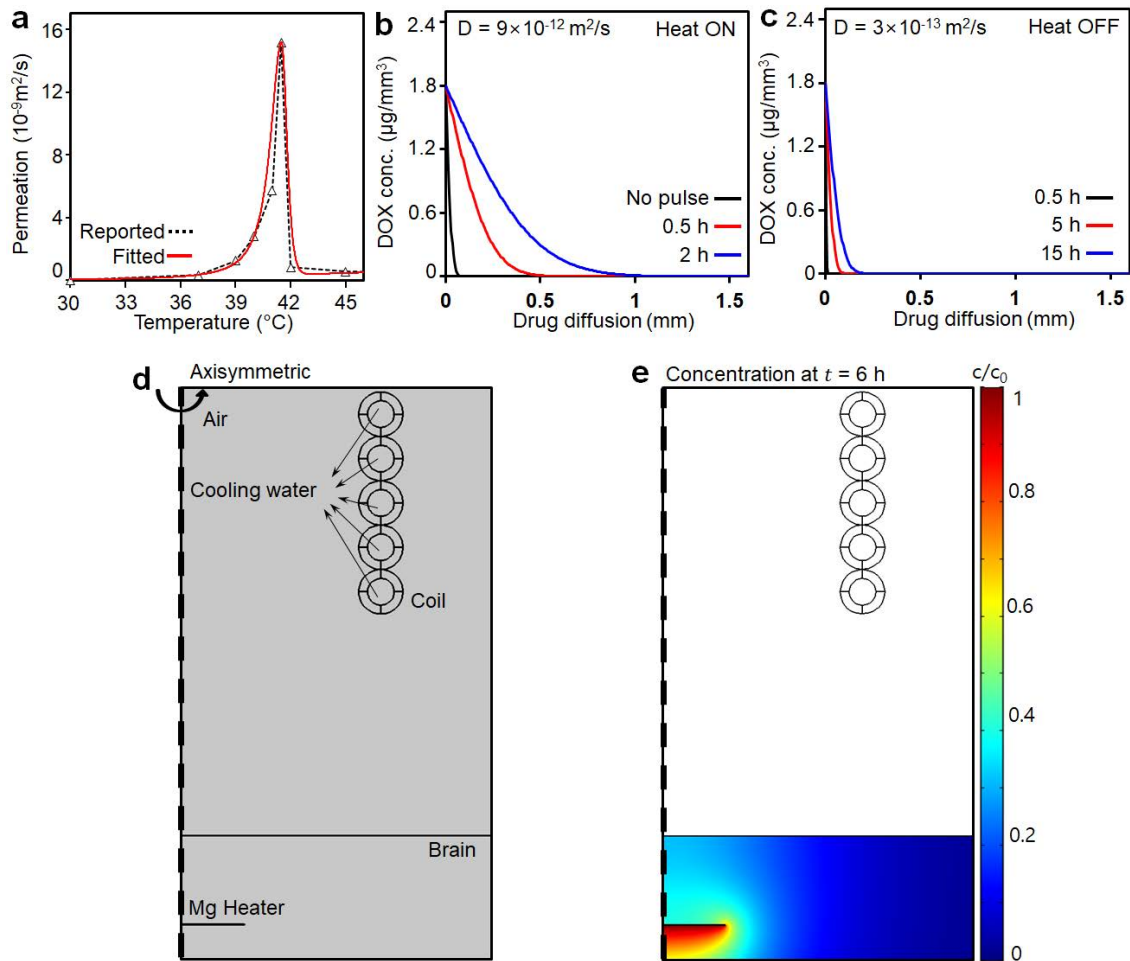 a
Permeation (10⁻⁹m²/s)
16
12
8
4
0
30
33
36
39
42
45
Temperature (°C)
Reported
Fitted
b
D = 9×10⁻¹² m²/s
Heat ON
DOX conc. (µg/mm³)
2.4
1.8
1.2
0.6
0
No pulse
0.5 h
2 h
0
0.5
1
1.5
Drug diffusion (mm)
c
D = 3×10⁻¹³ m²/s
Heat OFF
DOX conc. (µg/mm³)
2.4
1.8
1.2
0.6
0
0.5 h
5 h
15 h
0
0.5
1
1.5
Drug diffusion (mm)
d
Axisymmetric
Air
Cooling water
Coil
Brain
Mg Heater
e
Concentration at t = 6 h
c/c₀
1
0.8
0.6
0.4
0.2
0